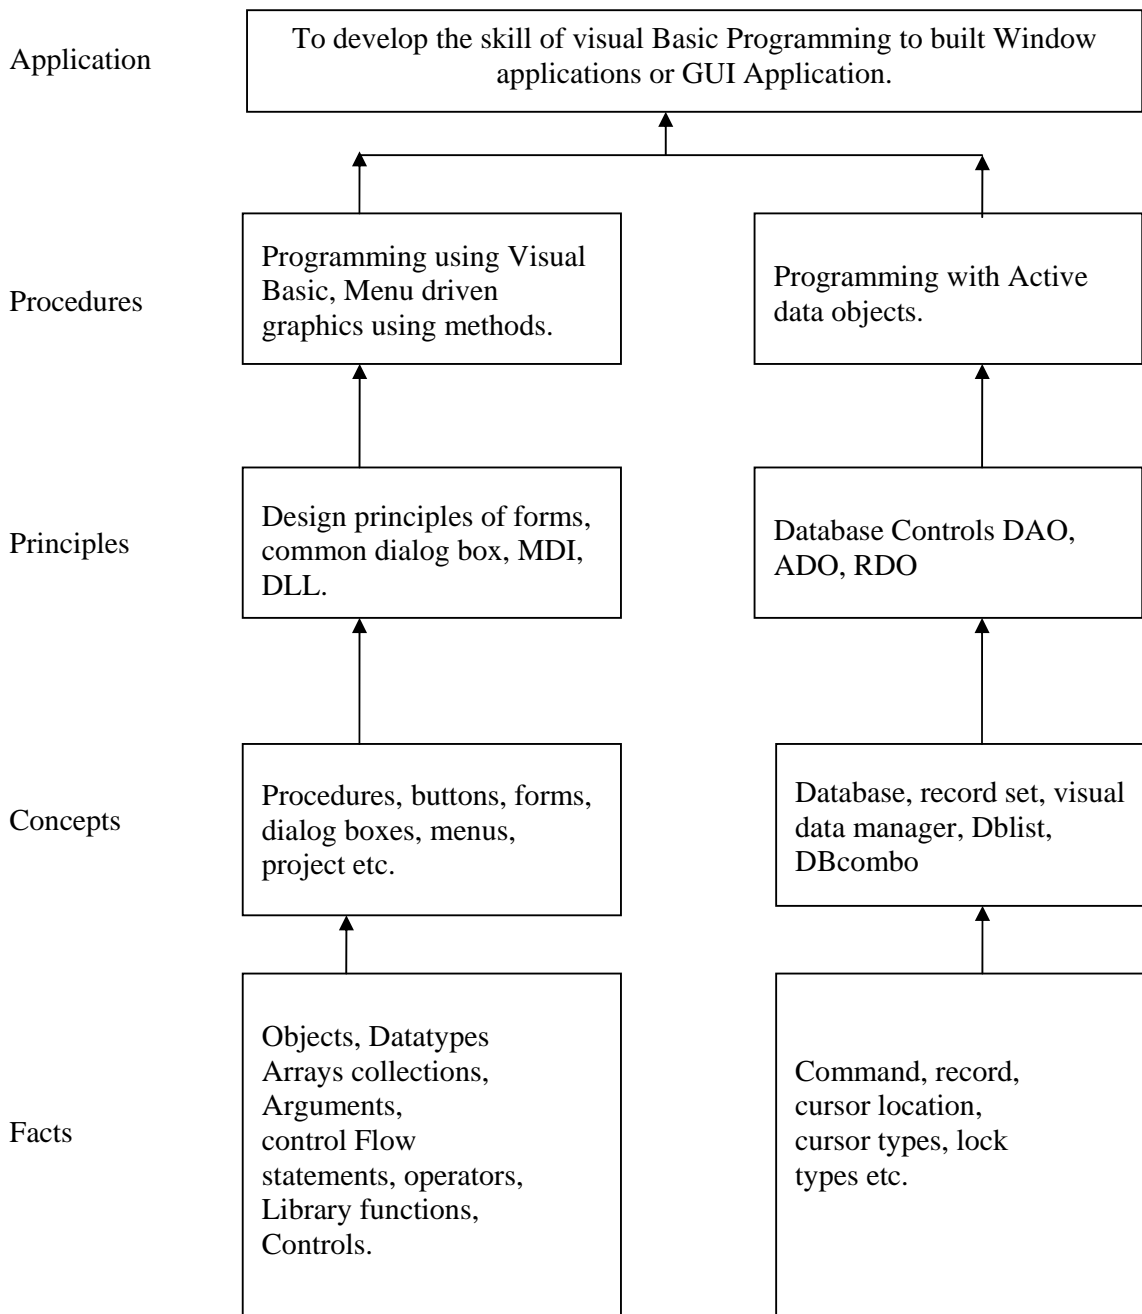 Application
To develop the skill of visual Basic Programming to built Window
applications or GUI Application.
Procedures
Programming using Visual
Basic, Menu driven
graphics using methods.
Programming with Active
data objects.
Principles
Design principles of forms,
common dialog box, MDI,
DLL.
Database Controls DAO,
ADO, RDO
Concepts
Procedures, buttons, forms,
dialog boxes, menus,
project etc.
Database, record set, visual
data manager, Dblist,
DBcombo
Facts
Objects, Datatypes
Arrays collections,
Arguments,
control Flow
statements, operators,
Library functions,
Controls.
Command, record,
cursor location,
cursor types, lock
types etc.